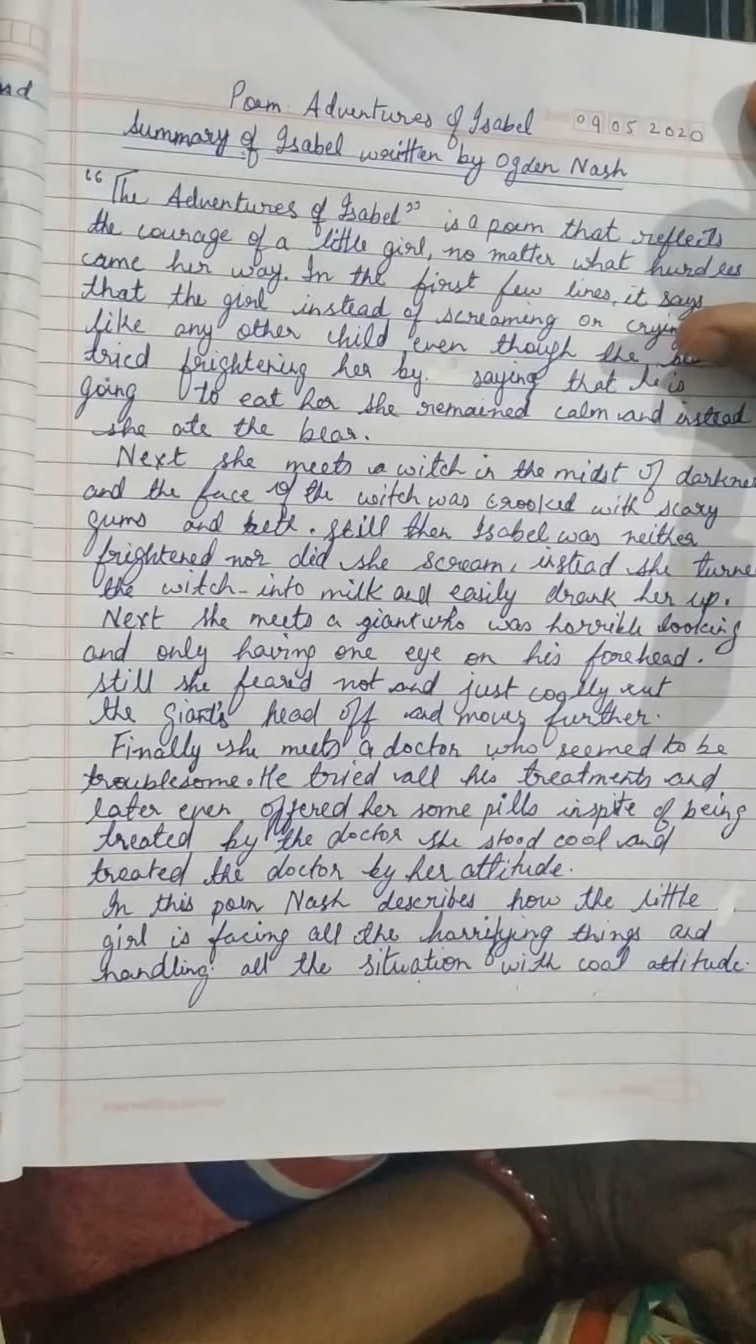 nd
Poem Adventures of Isabel
09 05 2020
Summary of Isabel written by Ogden Nash
"The Adventures of Isabel" is a poem that reflects
the courage of a little girl, no matter what hurdles
came her way. In the first few lines, it says
that the girl instead of screaming or crying
like any other child even though the
tried frightening her by. saying that he is
going to eat her she remained calm and instead
she ate the bear.
Next she meets a witch in the midst of darknes
and the face of the witch was crooked with scary
gums and teeth. Still then Isabel was neither
frightened nor did she scream, instead she turne
the witch into milk and easily drank her up.
Next she meets a giant who was horrible looking
and only having one eye on his forehead.
Still she feared not and just coolly cut
the Giant's head off and moves further.
Finally she meets a doctor who seemed to be
troublesome. He tried all his treatments and
later even offered her some pills inspite of being
treated by the doctor she stood cool and
treated the doctor by her attitude.
In this poem Nash describes how the little
girl is facing all the horrifying things and
handling all the situation with cool attitude.